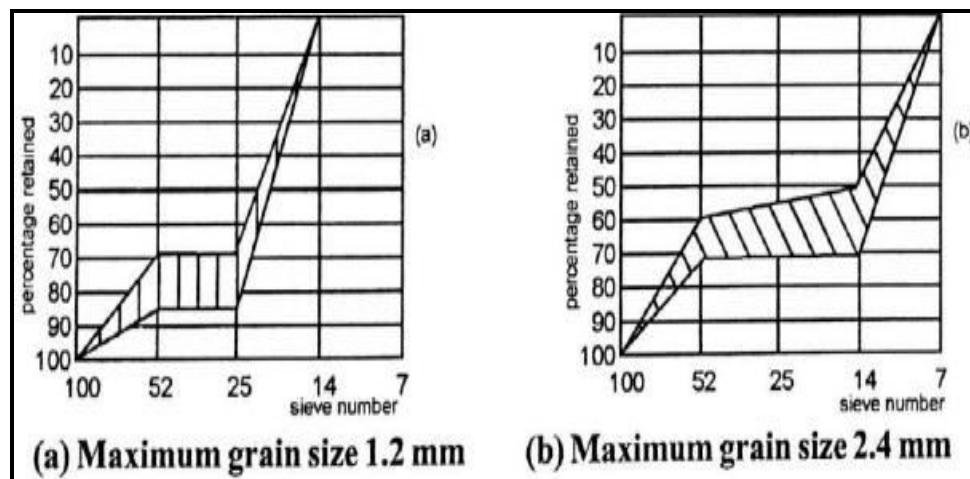 10
20
30
40
50
60
70
80
90
100
percentage retained
(a)
100 52 25 14 7
sieve number
(a) Maximum grain size 1.2 mm
10
20
30
40
50
60
70
80
90
100
percentage retained
(b)
100 52 25 14 7
sieve number
(b) Maximum grain size 2.4 mm